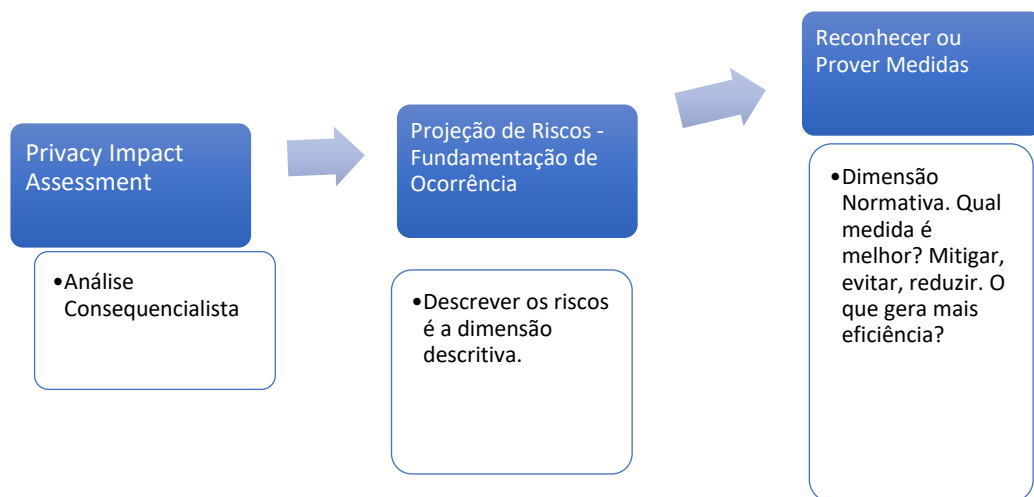 Privacy Impact
Assessment
•Análise
Consequencialista
Projeção de Riscos -
Fundamentação de
Ocorrência
•Descrever os riscos
é a dimensão
descritiva.
Reconhecer ou
Prover Medidas
•Dimensão
Normativa. Qual
medida é
melhor? Mitigar,
evitar, reduzir. O
que gera mais
eficiência?